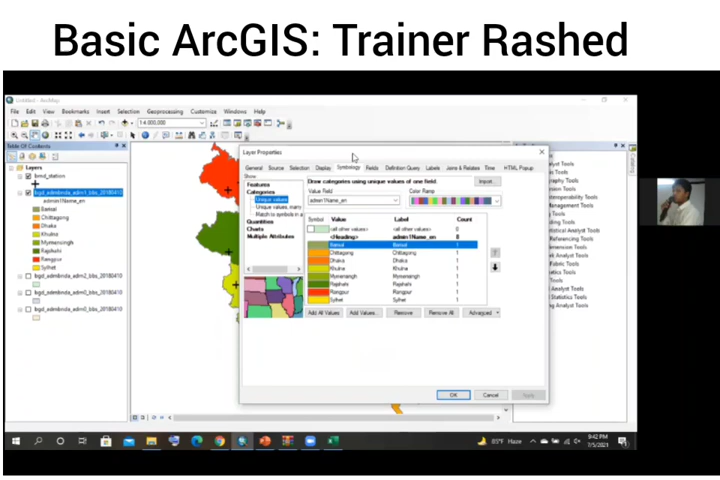 Basic ArcGIS: Trainer Rashed
Untitled - ArcMap
File Edit View Bookmarks Insert Selection Geoprocessing Customize Windows Help
1:4,000,000
Table Of Contents
Layers
bmd_station
bgd_admbnda_adm1_bbs_20180410
admin1Name_en
Barisal
Chittagong
Dhaka
Khulna
Mymensingh
Rajshahi
Rangpur
Sylhet
bgd_admbnda_adm2_bbs_20180410
bgd_admbnda_adm3_bbs_20180410
bgd_admbnda_adm0_bbs_20180410
Layer Properties
General Source Selection Display Symbology Fields Definition Query Labels Joins & Relates Time HTML Popup
Show:
Features
Categories
Unique values
Unique values, many
Match to symbols in a
Quantities
Charts
Multiple Attributes
Draw categories using unique values of one field.
Import...
Value Field
Color Ramp
admin1Name_en
Symbol Value Label Count
<all other values> <all other values> 0
<Heading> admin1Name_en 8
Barisal Barisal 1
Chittagong Chittagong 1
Dhaka Dhaka 1
Khulna Khulna 1
Mymensingh Mymensingh 1
Rajshahi Rajshahi 1
Rangpur Rangpur 1
Sylhet Sylhet 1
Add All Values Add Values... Remove Remove All Advanced
OK Cancel Apply
Catalog
85°F Haze
9:42 PM
7/5/2021